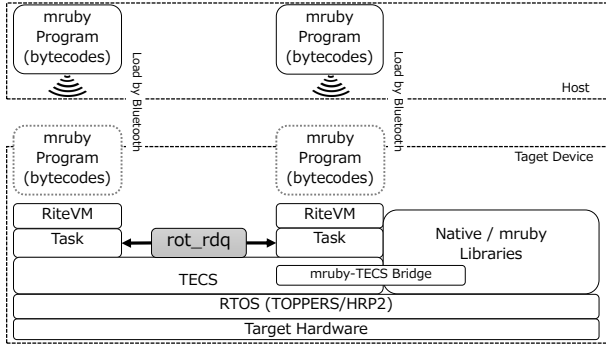 mruby
Program
(bytecodes)
mruby
Program
(bytecodes)
Load by Bluetooth
Load by Bluetooth
Host
mruby
Program
(bytecodes)
mruby
Program
(bytecodes)
Taget Device
RiteVM
RiteVM
Task
rot_rdq
Task
Native / mruby
Libraries
TECS
mruby-TECS Bridge
RTOS (TOPPERS/HRP2)
Target Hardware